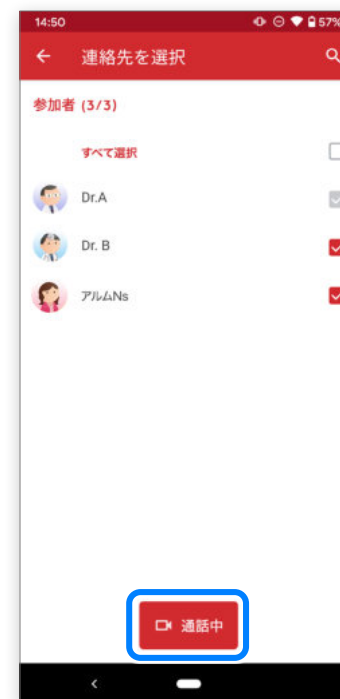 14:50 57%
連絡先を選択
参加者 (3/3)
すべて選択
Dr.A
Dr. B
アルムNs
通話中